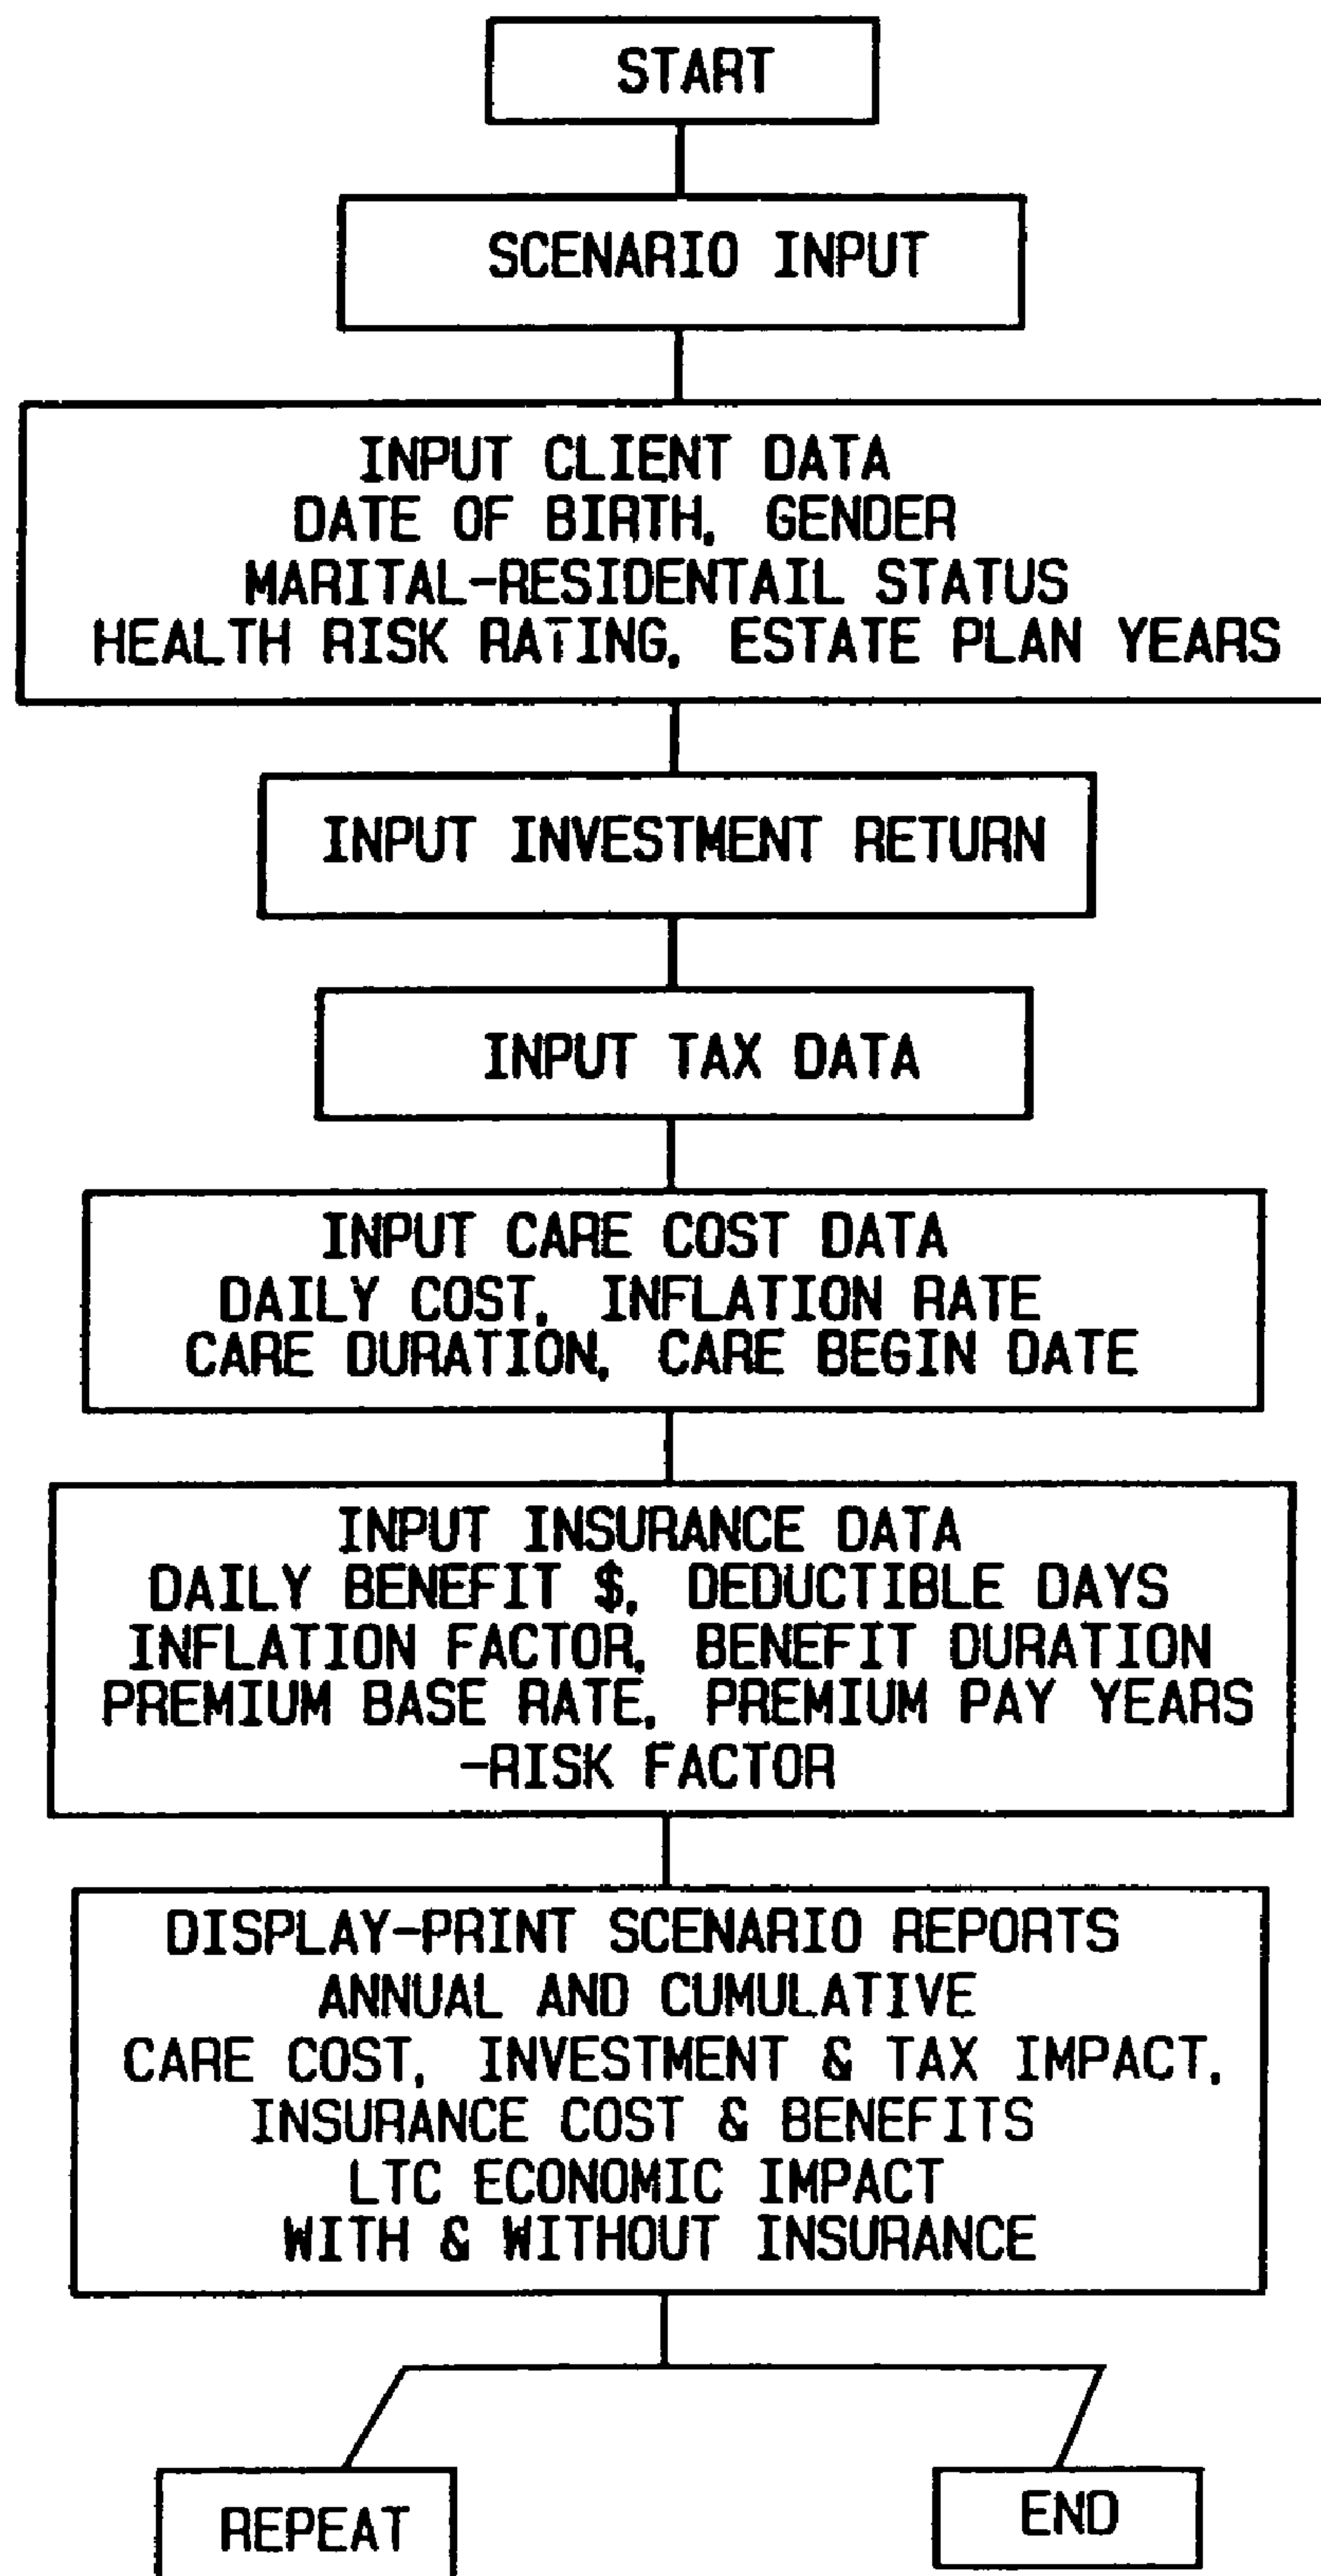 START
SCENARIO INPUT
INPUT CLIENT DATA
DATE OF BIRTH, GENDER
MARITAL-RESIDENTAIL STATUS
HEALTH RISK RATING, ESTATE PLAN YEARS
INPUT INVESTMENT RETURN
INPUT TAX DATA
INPUT CARE COST DATA
DAILY COST, INFLATION RATE
CARE DURATION, CARE BEGIN DATE
INPUT INSURANCE DATA
DAILY BENEFIT $, DEDUCTIBLE DAYS
INFLATION FACTOR, BENEFIT DURATION
PREMIUM BASE RATE, PREMIUM PAY YEARS
-RISK FACTOR
DISPLAY-PRINT SCENARIO REPORTS
ANNUAL AND CUMULATIVE
CARE COST, INVESTMENT & TAX IMPACT,
INSURANCE COST & BENEFITS
LTC ECONOMIC IMPACT
WITH & WITHOUT INSURANCE
REPEAT
END